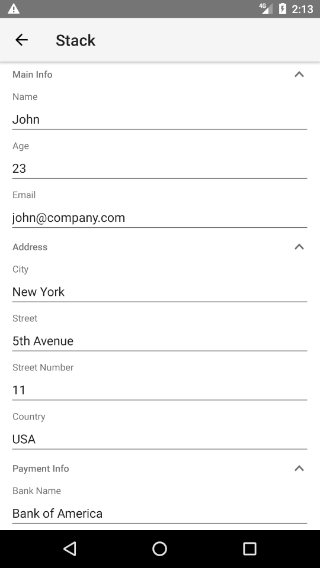 4G 2:13
Stack
Main Info
Name
John
Age
23
Email
john@company.com
Address
City
New York
Street
5th Avenue
Street Number
11
Country
USA
Payment Info
Bank Name
Bank of America